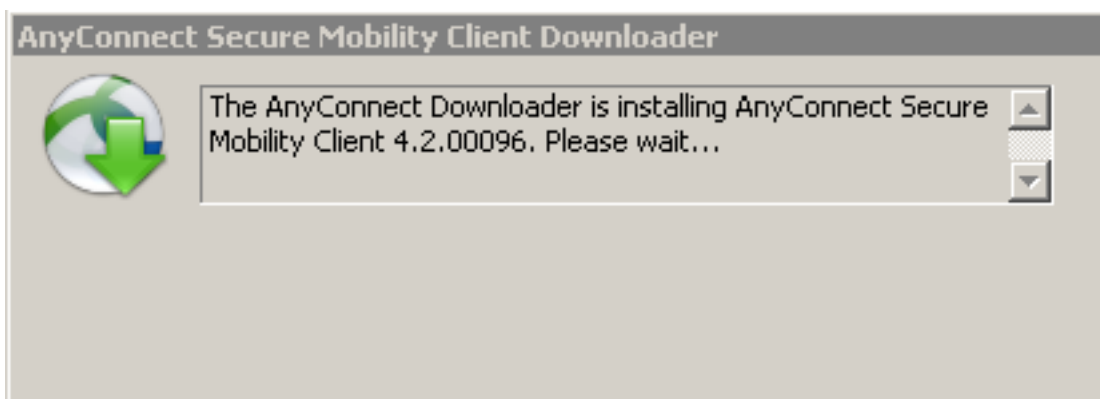 AnyConnect Secure Mobility Client Downloader
The AnyConnect Downloader is installing AnyConnect Secure
Mobility Client 4.2.00096. Please wait...